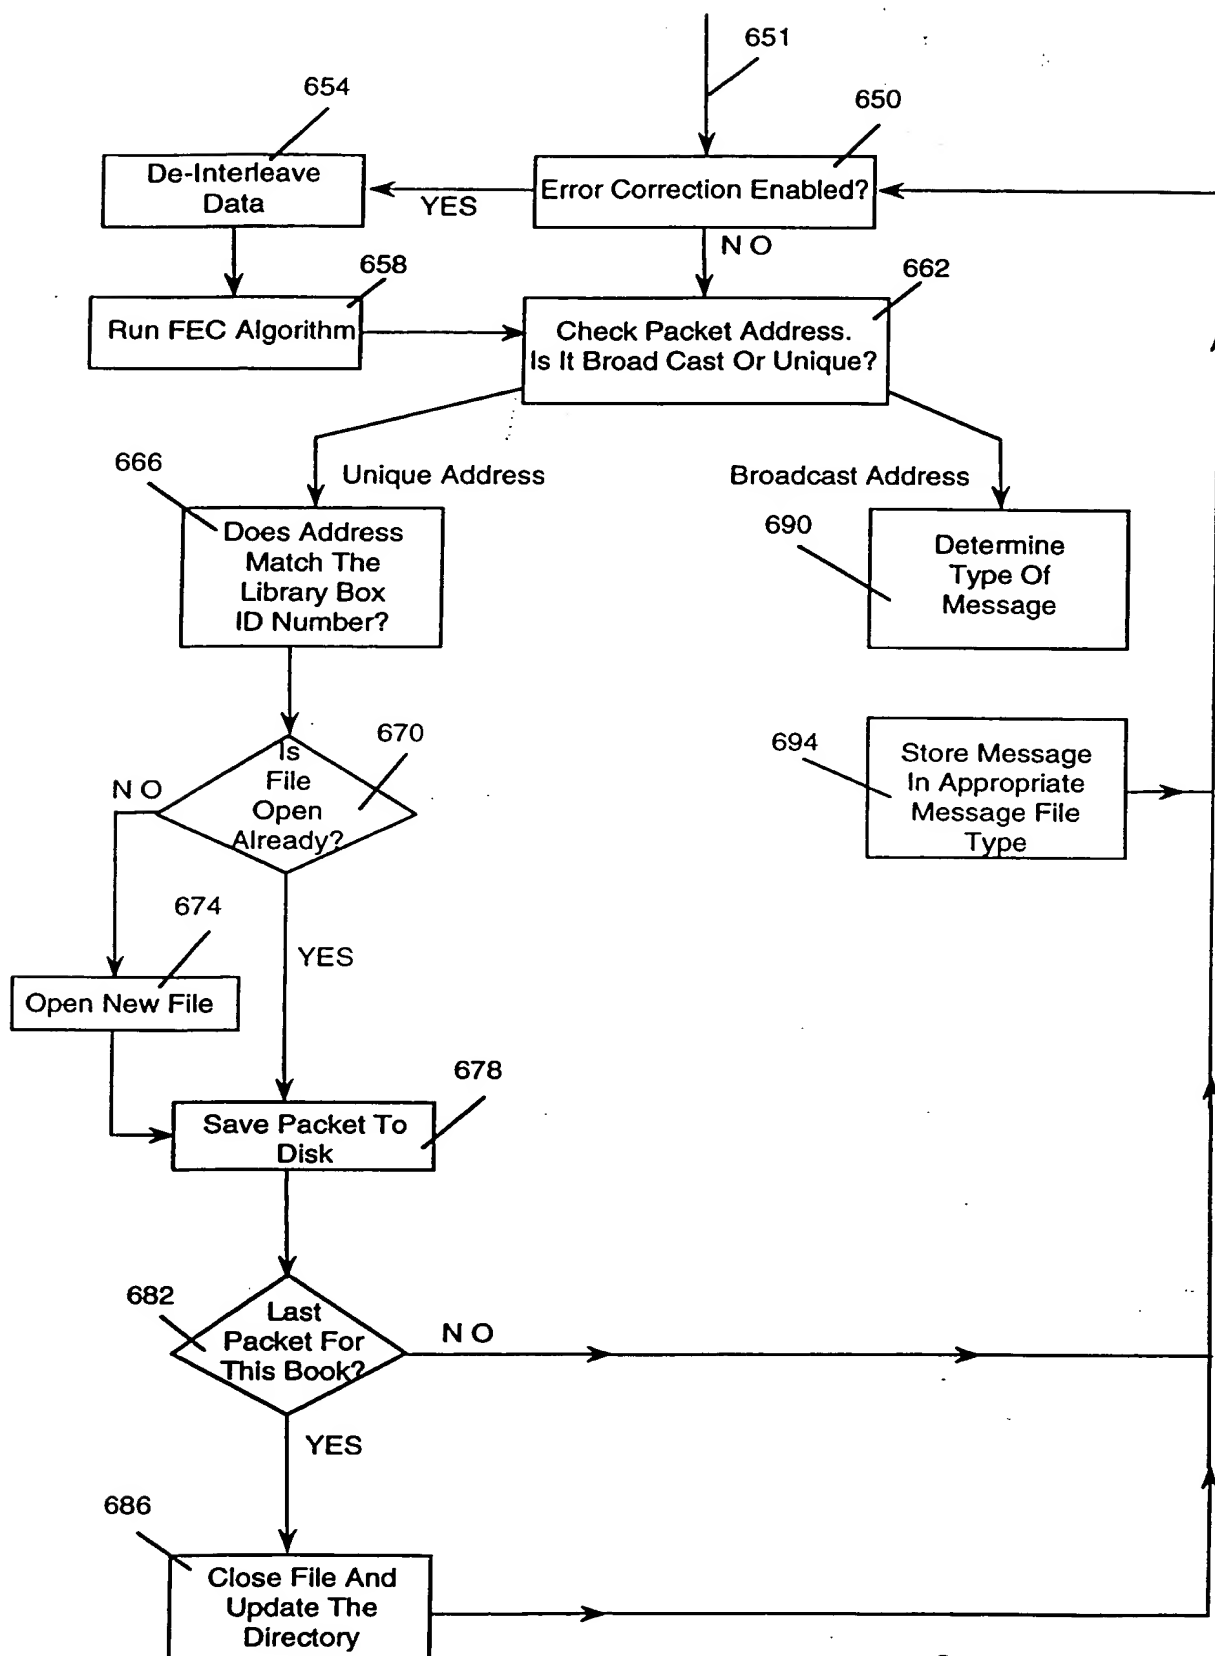 651
654
650
De-Interleave
Data
YES
Error Correction Enabled?
N O
658
662
Run FEC Algorithm
Check Packet Address.
Is It Broad Cast Or Unique?
666
Unique Address
Broadcast Address
Does Address
Match The
Library Box
ID Number?
690
Determine
Type Of
Message
670
Is
File
Open
Already?
N O
694
Store Message
In Appropriate
Message File
Type
674
YES
Open New File
678
Save Packet To
Disk
682
Last
Packet For
This Book?
N O
YES
686
Close File And
Update The
Directory